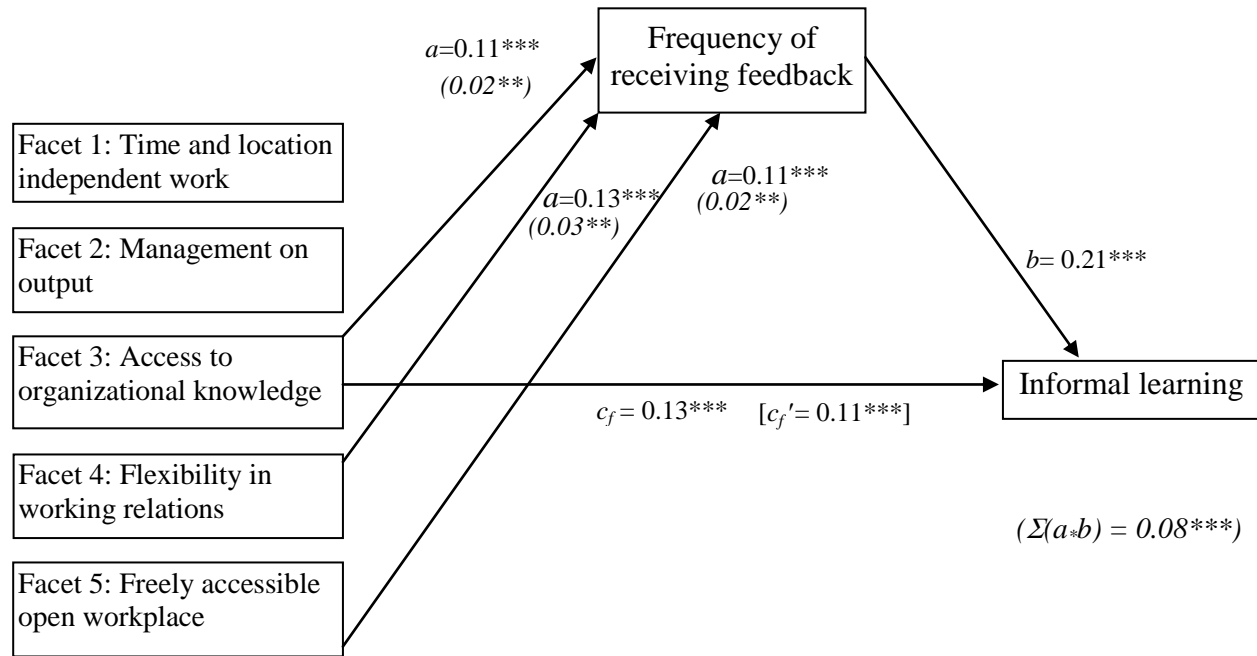 Frequency of
receiving feedback
a=0.11***
(0.02**)
Facet 1: Time and location
independent work
a=0.13***
(0.03**)
a=0.11***
(0.02**)
Facet 2: Management on
output
b= 0.21***
Facet 3: Access to
organizational knowledge
Informal learning
c_f = 0.13*** [c_f'= 0.11***]
Facet 4: Flexibility in
working relations
(Σ(a*b) = 0.08***)
Facet 5: Freely accessible
open workplace